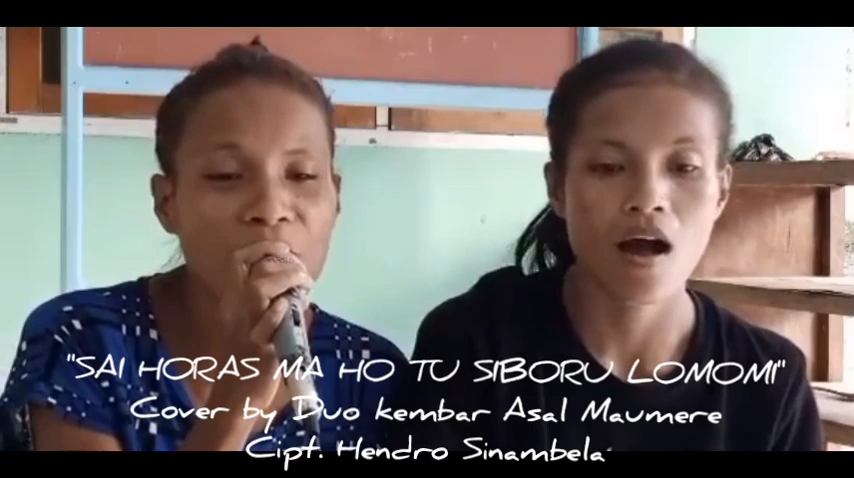 "SAI HORAS MA HO TU SIBORU LOMOMI"
Cover by Duo kembar Asal Maumere
Cipt. Hendro Sinambela